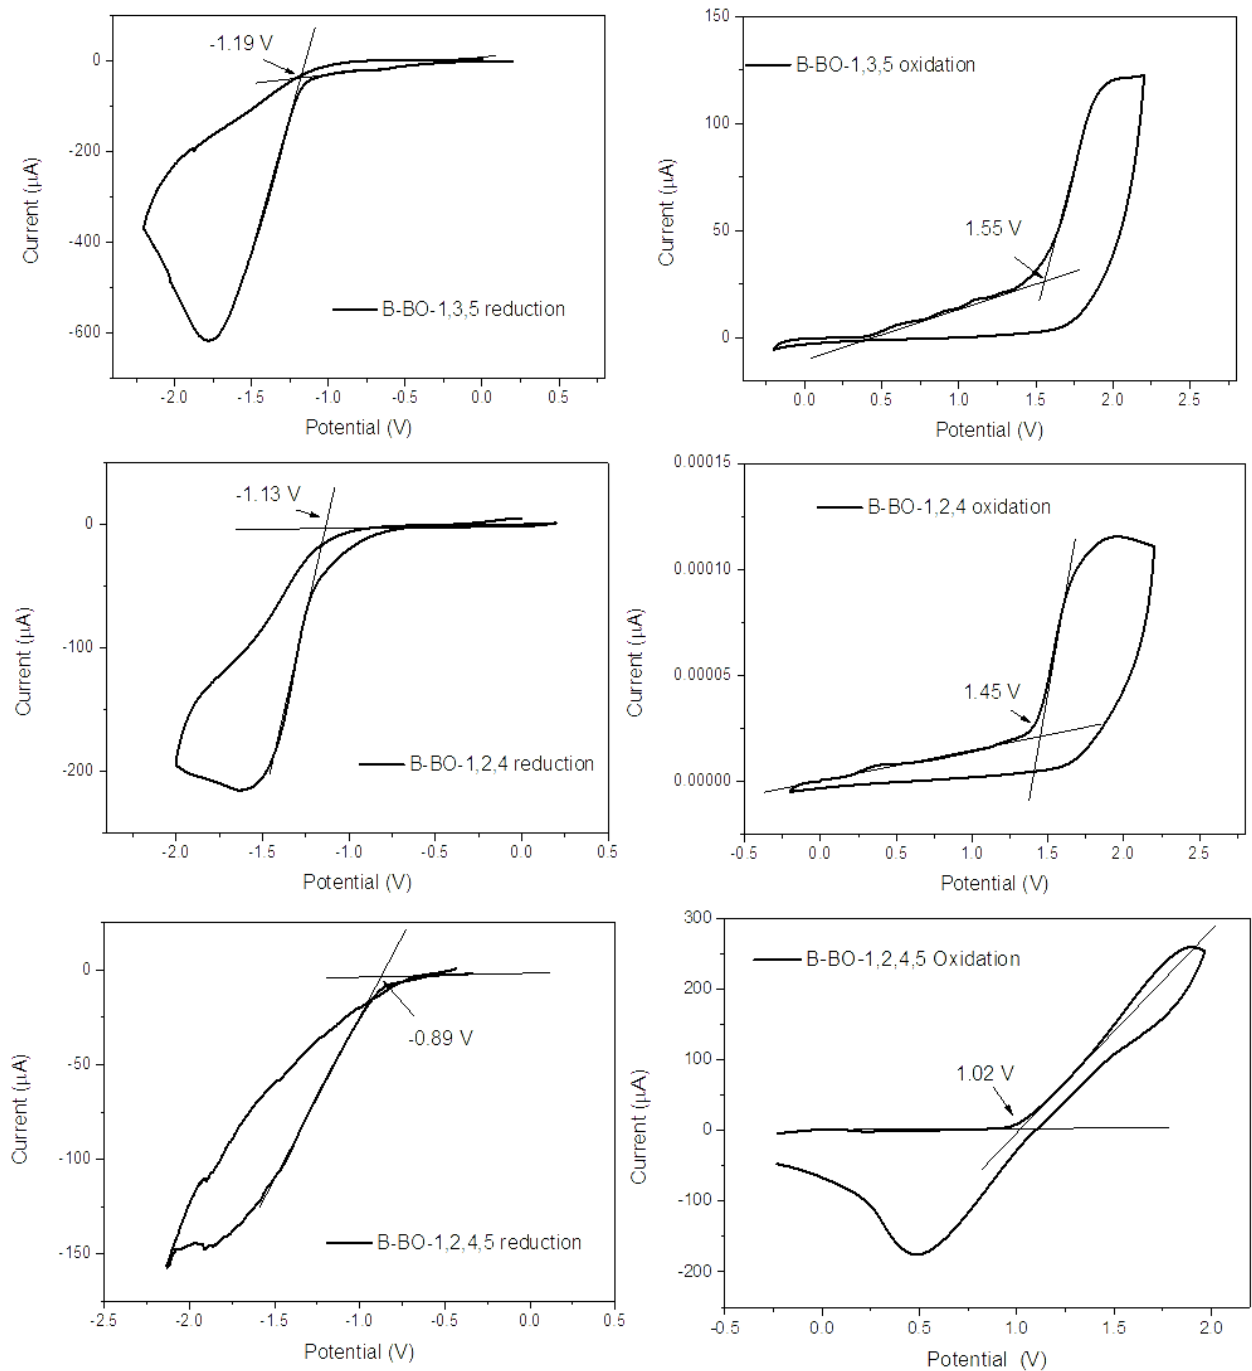 -1.19 V
0
-200
-400
-600
Current (μA)
B-BO-1,3,5 reduction
-2.0 -1.5 -1.0 -0.5 0.0 0.5
Potential (V)
150
100
50
0
Current (μA)
B-BO-1,3,5 oxidation
1.55 V
0.0 0.5 1.0 1.5 2.0 2.5
Potential (V)
-1.13 V
0
-100
-200
Current (μA)
B-BO-1,2,4 reduction
-2.0 -1.5 -1.0 -0.5 0.0 0.5
Potential (V)
0.00015
0.00010
0.00005
0.00000
Current (μA)
B-BO-1,2,4 oxidation
1.45 V
-0.5 0.0 0.5 1.0 1.5 2.0 2.5
Potential (V)
0
-50
-100
-150
Current (μA)
-0.89 V
B-BO-1,2,4,5 reduction
-2.5 -2.0 -1.5 -1.0 -0.5 0.0 0.5
Potential (V)
300
250
200
100
0
-100
-200
Current (μA)
B-BO-1,2,4,5 Oxidation
1.02 V
-0.5 0.0 0.5 1.0 1.5 2.0
Potential (V)